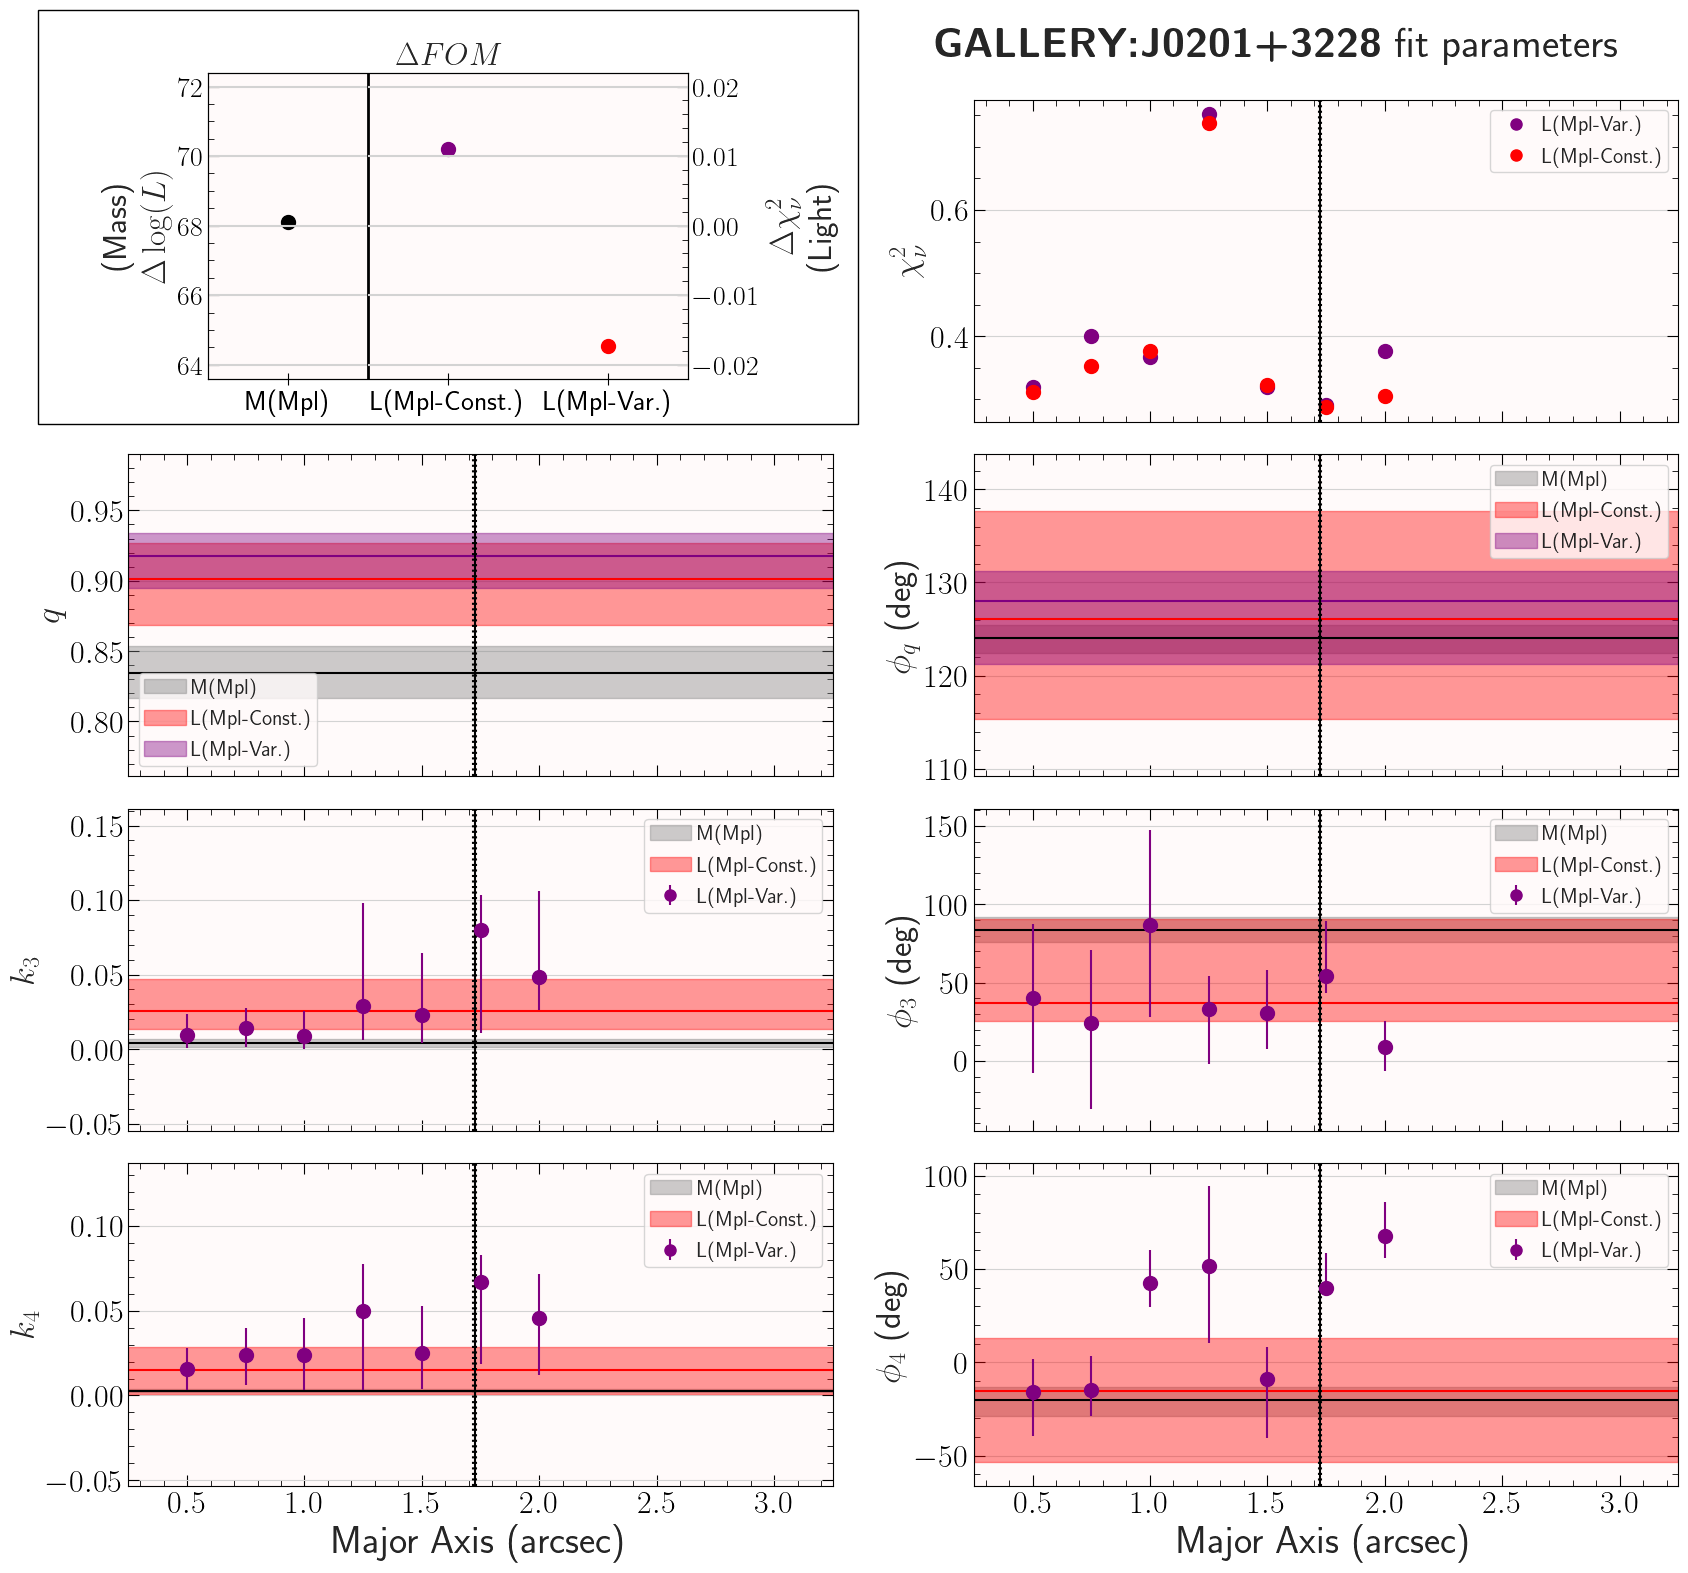 GALLERY:J0201+3228 fit parameters
ΔFOM
72
70
68
66
64
(Mass)
Δ log(L)
0.02
0.01
0.00
−0.01
−0.02
Δχ²ᵥ
(Light)
M(Mpl)
L(Mpl-Const.)
L(Mpl-Var.)
0.6
0.4
χ²ᵥ
L(Mpl-Var.)
L(Mpl-Const.)
0.95
0.90
0.85
0.80
q
M(Mpl)
L(Mpl-Const.)
L(Mpl-Var.)
140
130
120
110
ϕ_q (deg)
M(Mpl)
L(Mpl-Const.)
L(Mpl-Var.)
0.15
0.10
0.05
0.00
−0.05
k₃
M(Mpl)
L(Mpl-Const.)
L(Mpl-Var.)
150
100
50
0
ϕ₃ (deg)
M(Mpl)
L(Mpl-Const.)
L(Mpl-Var.)
0.10
0.05
0.00
−0.05
k₄
M(Mpl)
L(Mpl-Const.)
L(Mpl-Var.)
0.5 1.0 1.5 2.0 2.5 3.0
Major Axis (arcsec)
100
50
0
−50
ϕ₄ (deg)
M(Mpl)
L(Mpl-Const.)
L(Mpl-Var.)
0.5 1.0 1.5 2.0 2.5 3.0
Major Axis (arcsec)